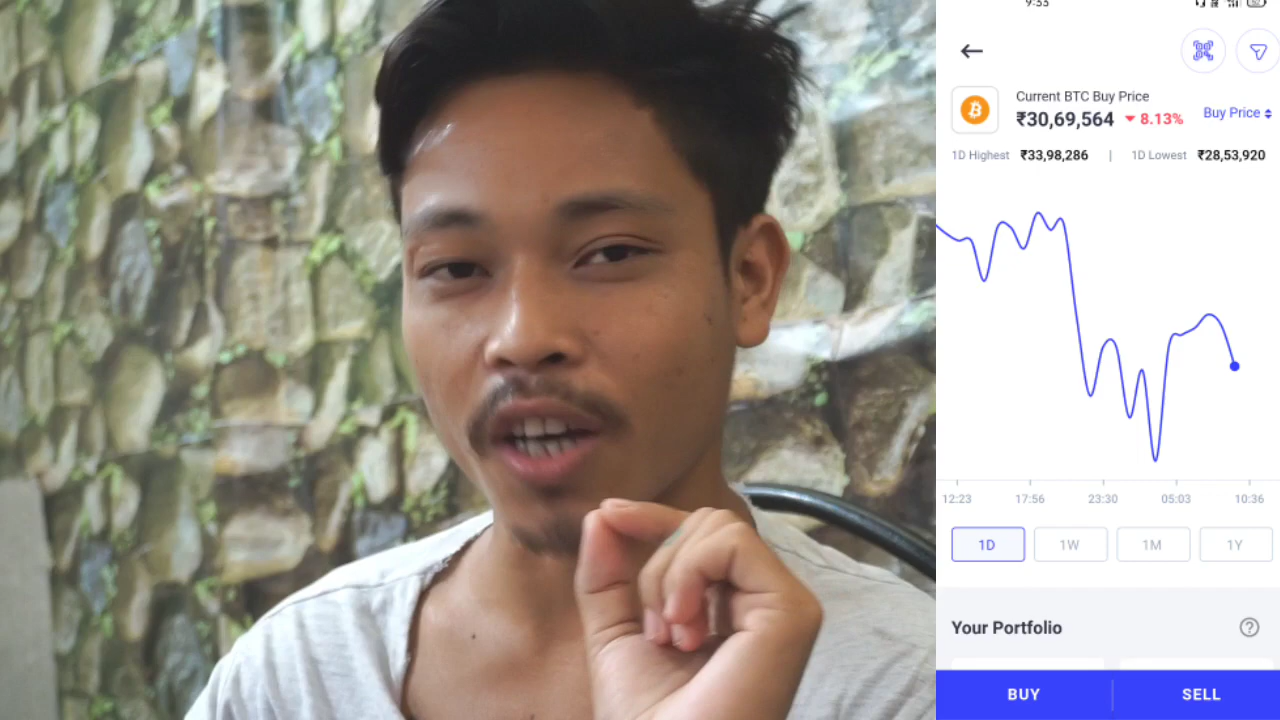 9:33
Current BTC Buy Price
₹30,69,564 8.13% Buy Price
1D Highest ₹33,98,286 | 1D Lowest ₹28,53,920
12:23 17:56 23:30 05:03 10:36
1D 1W 1M 1Y
Your Portfolio ?
BUY SELL